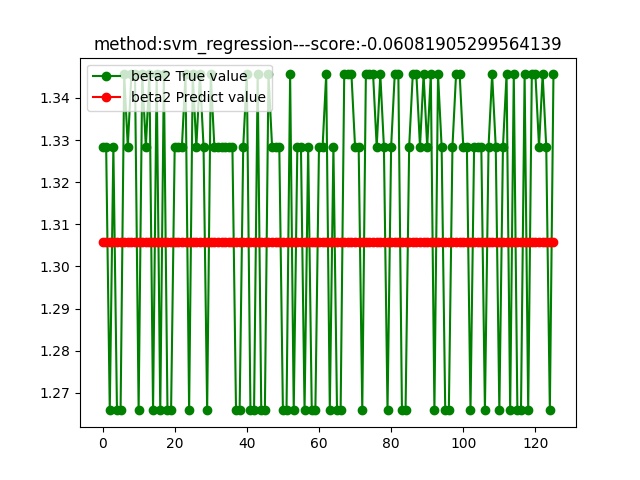 method:svm_regression---score:-0.06081905299564139
beta2 True value
beta2 Predict value
1.34
1.33
1.32
1.31
1.30
1.29
1.28
1.27
0 20 40 60 80 100 120